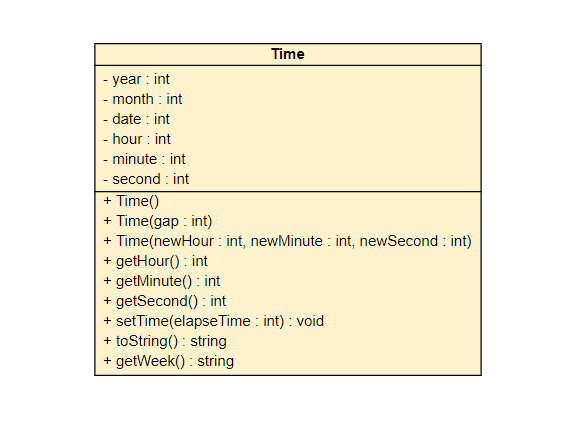 Time
- year : int
- month : int
- date : int
- hour : int
- minute : int
- second : int
+ Time()
+ Time(gap : int)
+ Time(newHour : int, newMinute : int, newSecond : int)
+ getHour() : int
+ getMinute() : int
+ getSecond() : int
+ setTime(elapseTime : int) : void
+ toString() : string
+ getWeek() : string